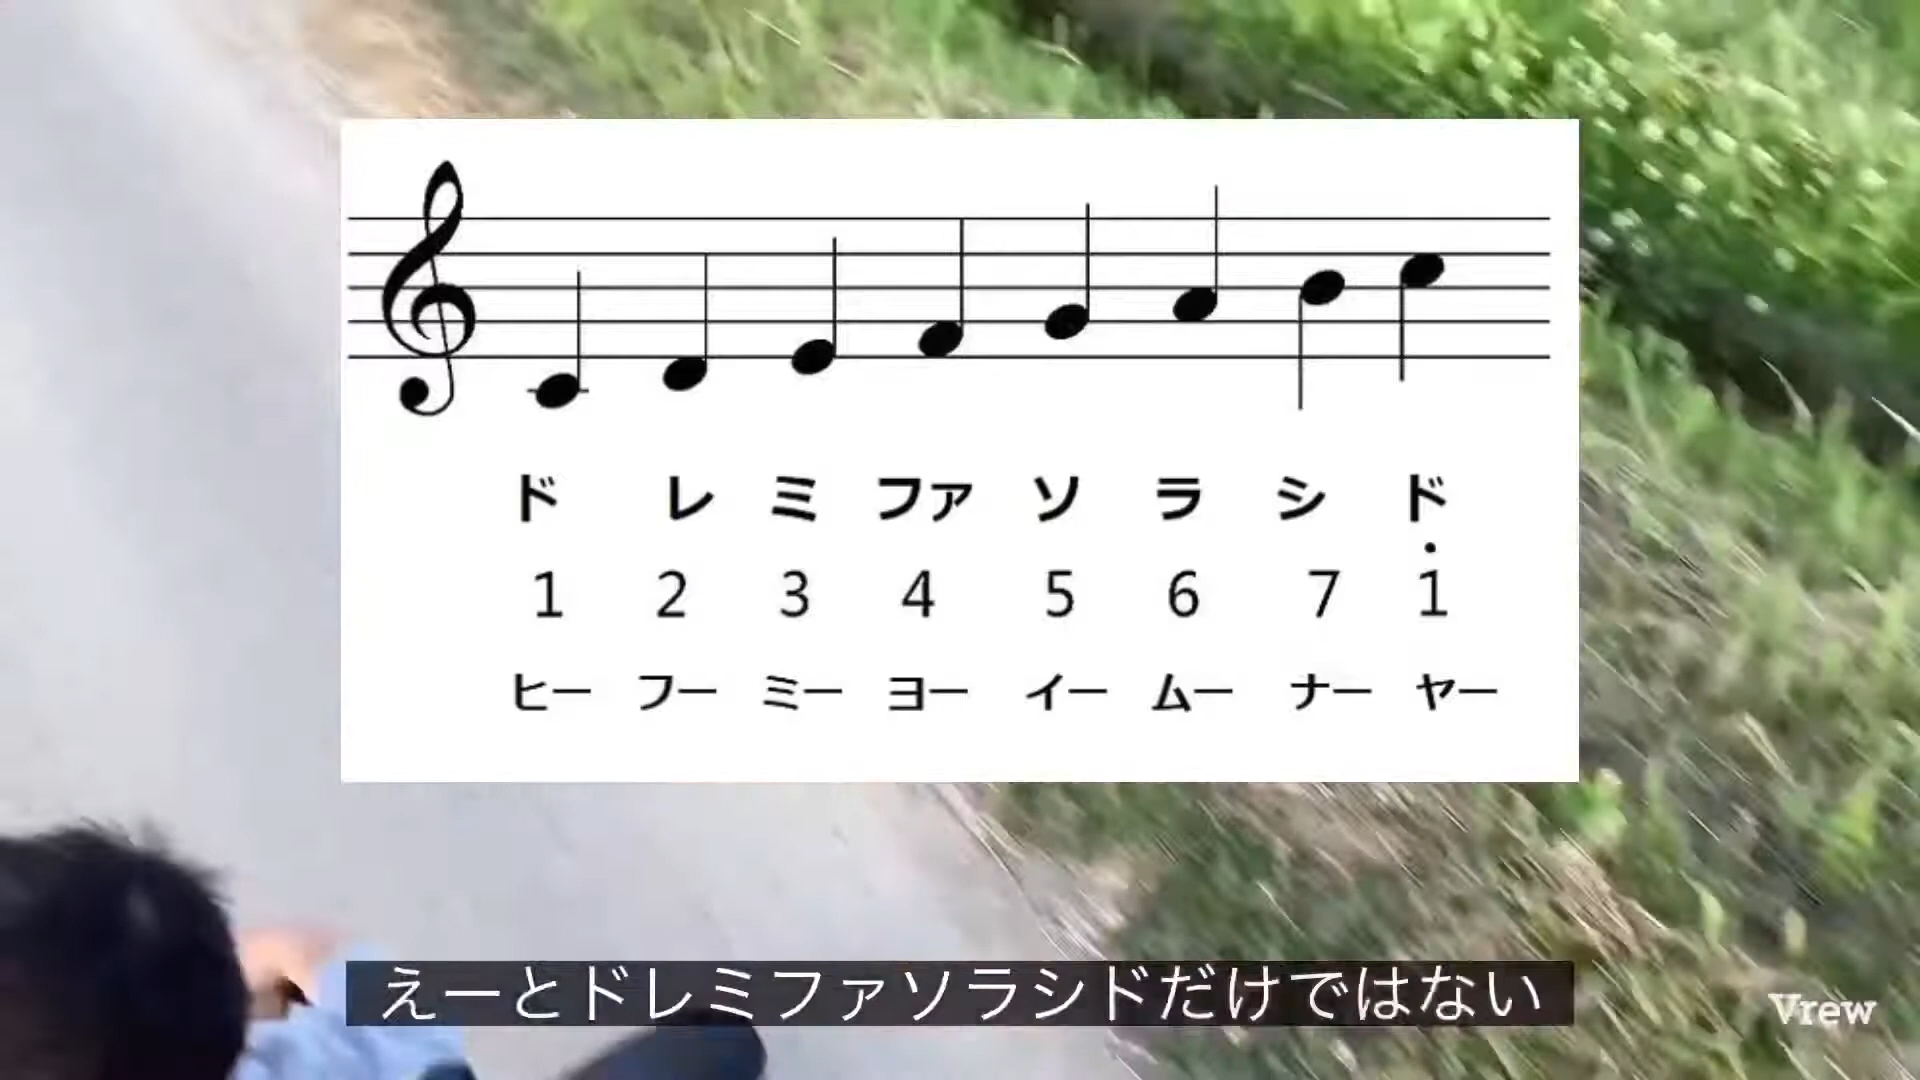 ド レ ミ ファ ソ ラ シ ド
1 2 3 4 5 6 7 1̇
ヒー フー ミー ヨー イー ムー ナー ヤー
えーとドレミファソラシドだけではない
Vrew